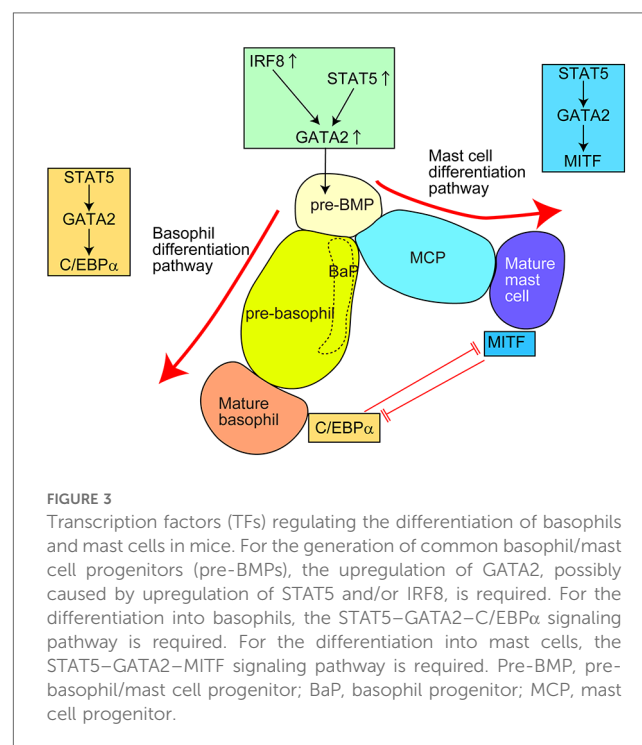 IRF8↑
STAT5↑
GATA2↑
STAT5
GATA2
MITF
STAT5
GATA2
C/EBPα
Mast cell
differentiation
pathway
Basophil
differentiation
pathway
pre-BMP
BaP
MCP
Mature
mast
cell
pre-basophil
MITF
Mature
basophil
C/EBPα
FIGURE 3
Transcription factors (TFs) regulating the differentiation of basophils
and mast cells in mice. For the generation of common basophil/mast
cell progenitors (pre-BMPs), the upregulation of GATA2, possibly
caused by upregulation of STAT5 and/or IRF8, is required. For the
differentiation into basophils, the STAT5–GATA2–C/EBPα signaling
pathway is required. For the differentiation into mast cells, the
STAT5–GATA2–MITF signaling pathway is required. Pre-BMP, pre-
basophil/mast cell progenitor; BaP, basophil progenitor; MCP, mast
cell progenitor.